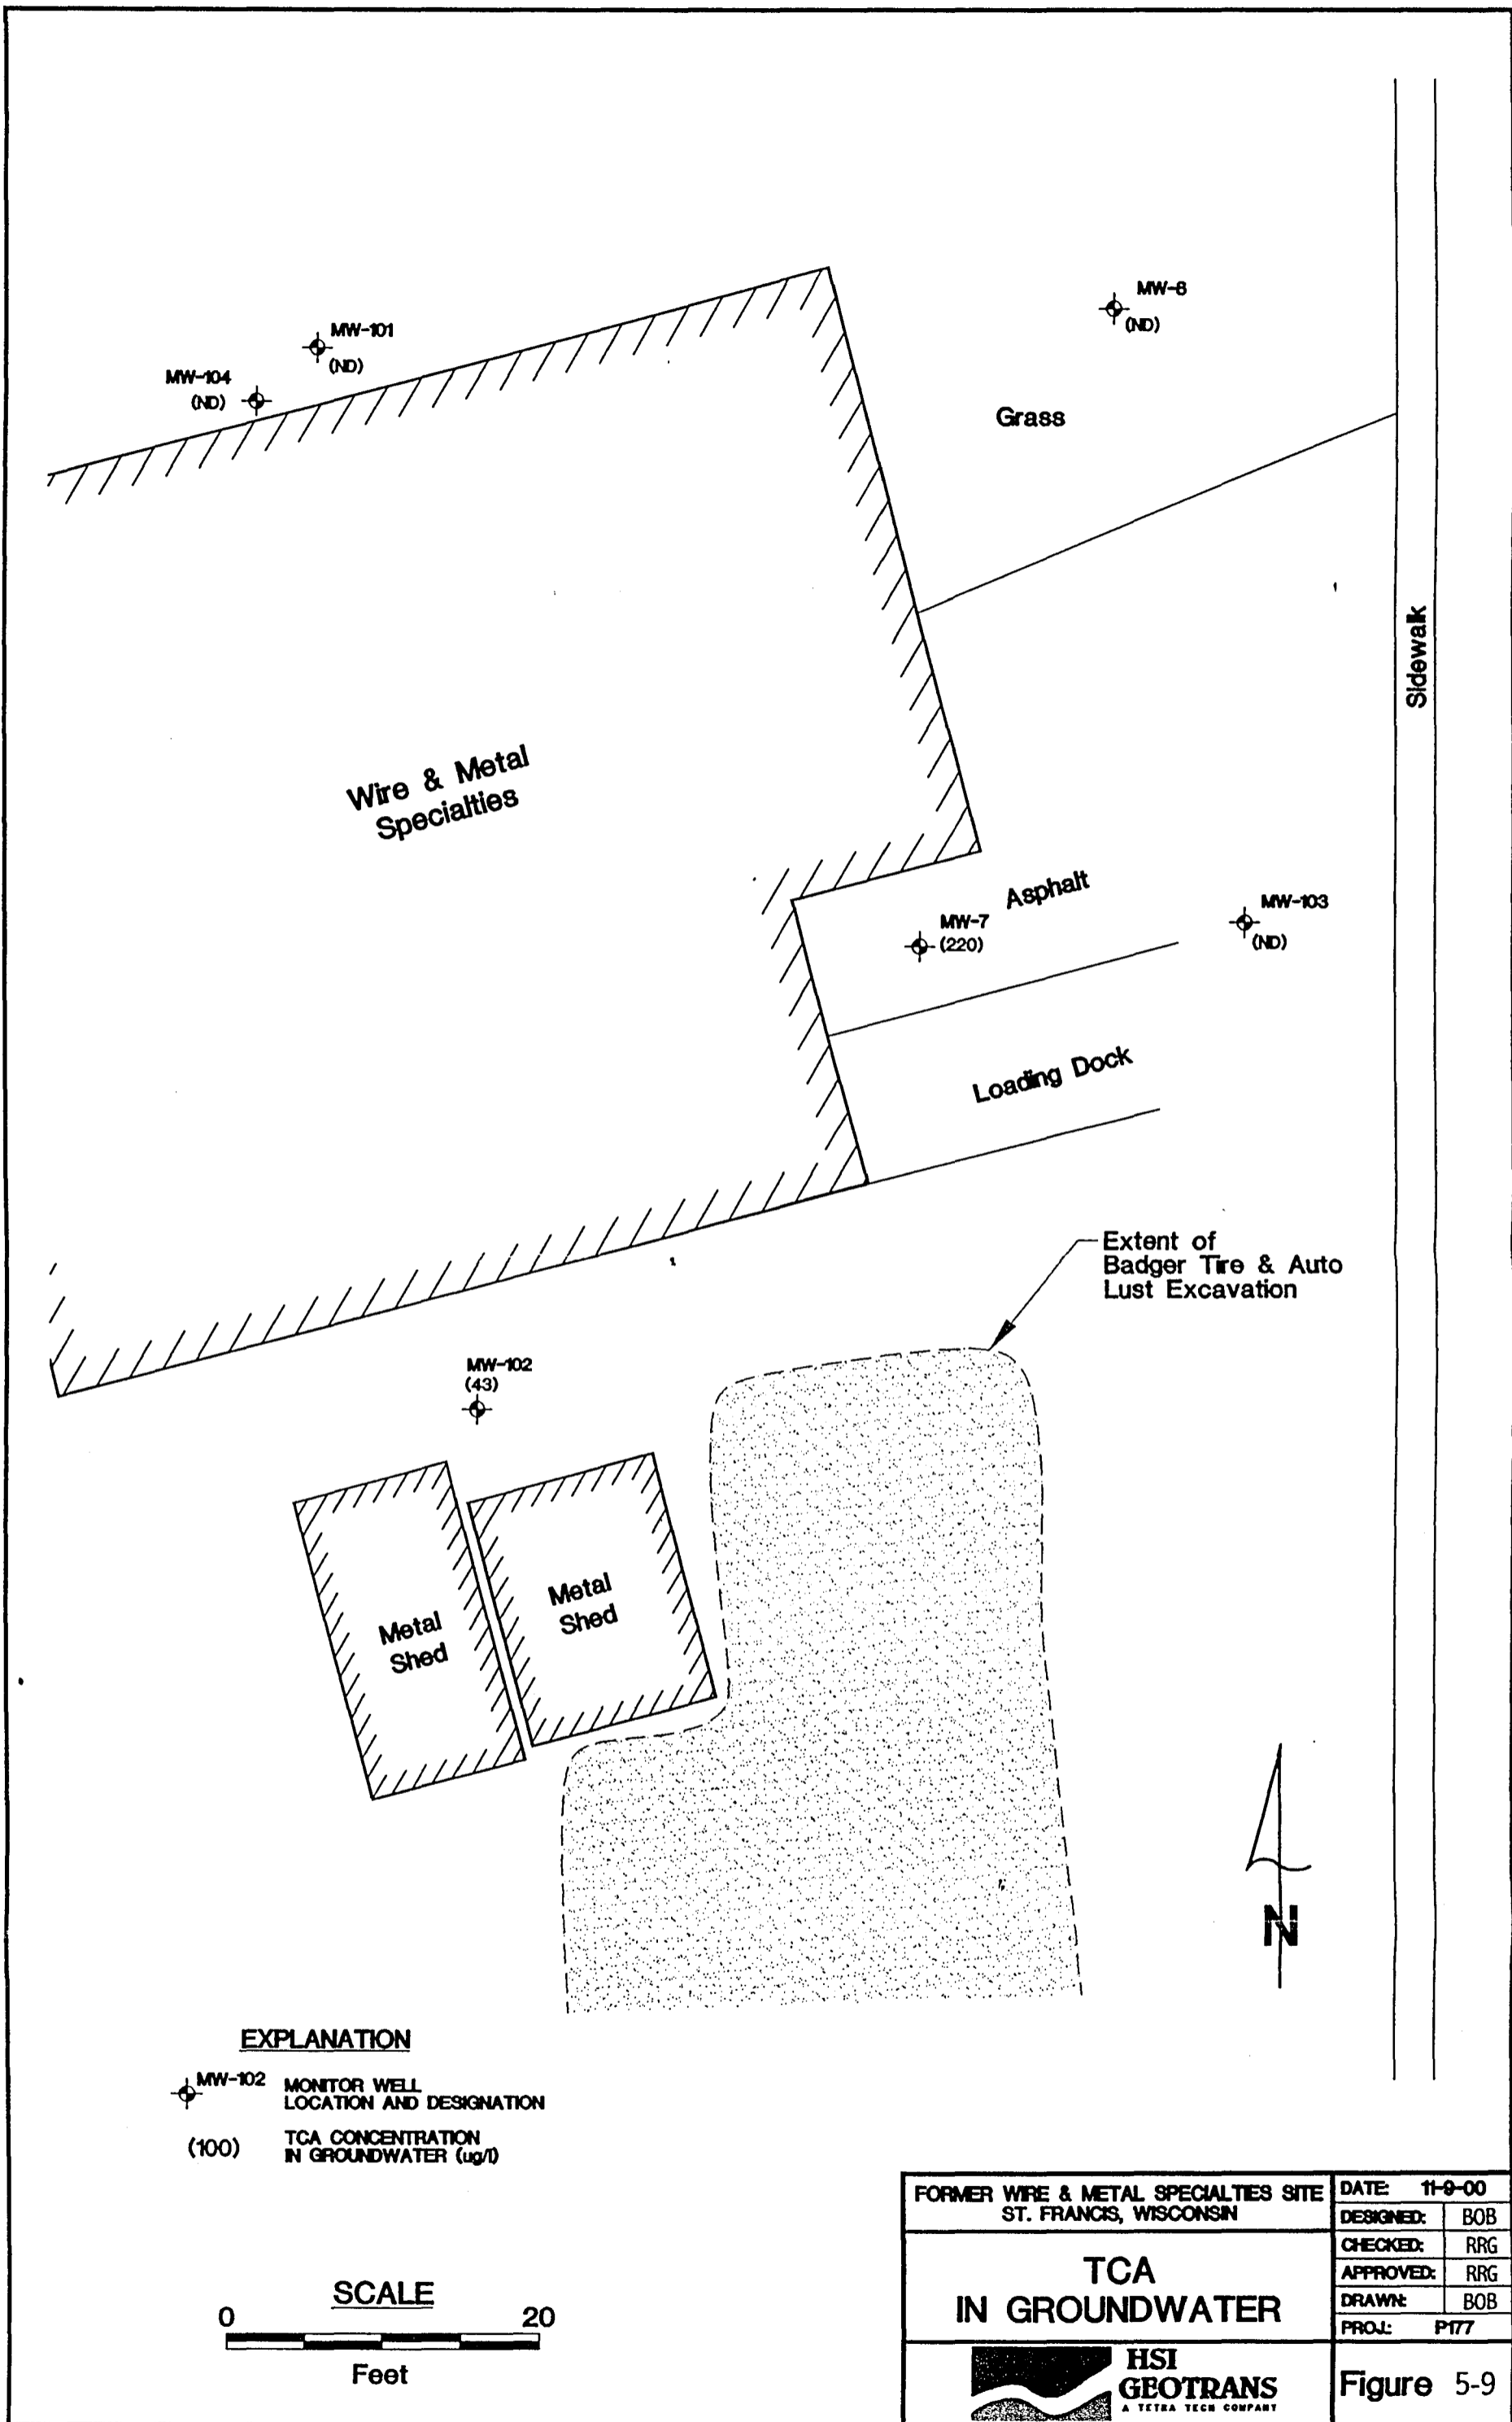 MW-6
(ND)
MW-101
(ND)
MW-104
(ND)
Grass
Sidewalk
Wire & Metal
Specialties
Asphalt
MW-7
(220)
MW-103
(ND)
Loading Dock
Extent of
Badger Tire & Auto
Lust Excavation
MW-102
(43)
Metal
Shed
Metal
Shed
N
EXPLANATION
MW-102 MONITOR WELL
LOCATION AND DESIGNATION
(100) TCA CONCENTRATION
IN GROUNDWATER (ug/l)
SCALE
0 20
Feet
FORMER WIRE & METAL SPECIALTIES SITE
ST. FRANCIS, WISCONSIN
TCA
IN GROUNDWATER
HSI
GEOTRANS
A TETRA TECH COMPANY
DATE: 11-9-00
DESIGNED: BOB
CHECKED: RRG
APPROVED: RRG
DRAWN: BOB
PROJ.: P177
Figure 5-9